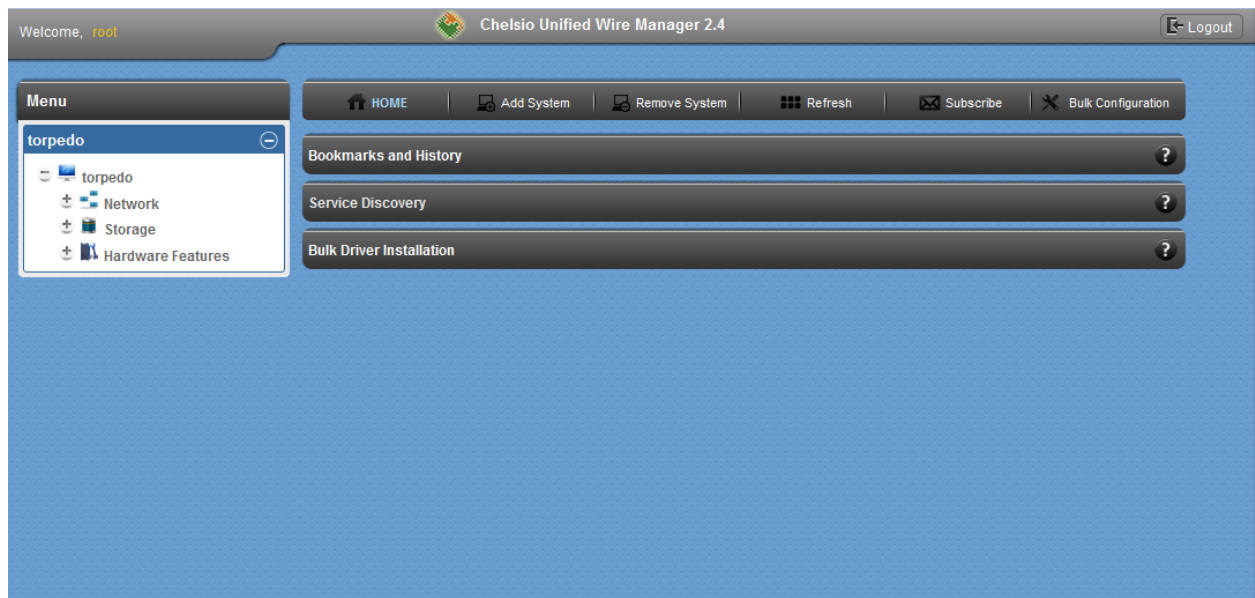 Welcome, root
Chelsio Unified Wire Manager 2.4
Logout
Menu
HOME
Add System
Remove System
Refresh
Subscribe
Bulk Configuration
torpedo
torpedo
Network
Storage
Hardware Features
Bookmarks and History
?
Service Discovery
?
Bulk Driver Installation
?